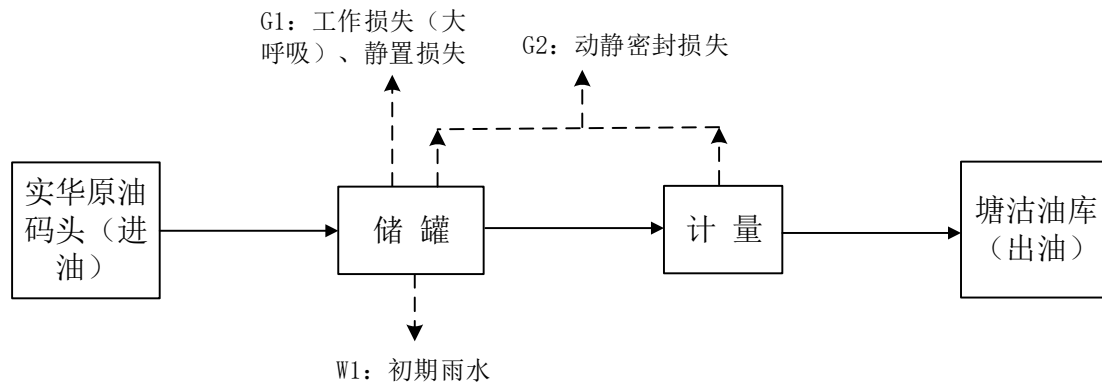 G1：工作损失（大
呼吸）、静置损失
G2：动静密封损失
实华原油
码头（进
油）
储 罐
计 量
塘沽油库
（出油）
W1：初期雨水